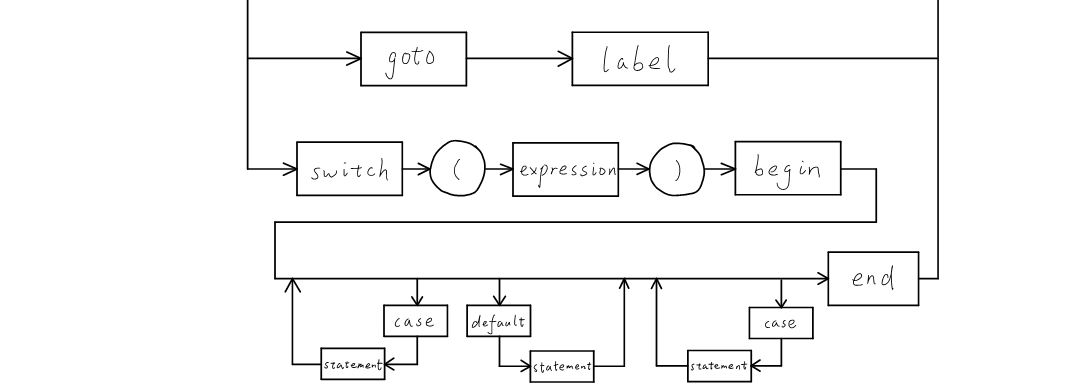 goto label
switch ( expression ) begin
end
case default case
statement statement statement